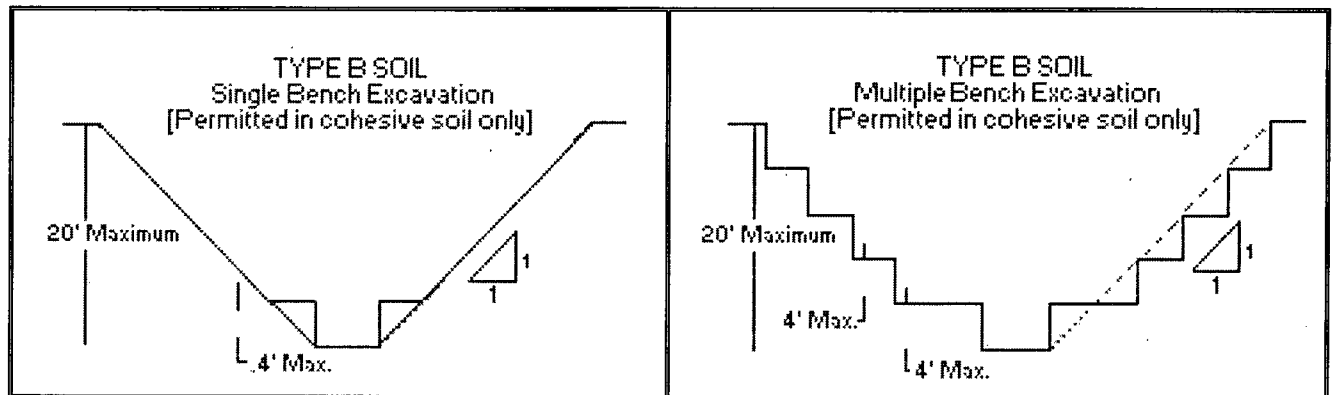 TYPE B SOIL
Single Bench Excavation
[Permitted in cohesive soil only]
20' Maximum
1
1
4' Max.
TYPE B SOIL
Multiple Bench Excavation
[Permitted in cohesive soil only]
20' Maximum
1
1
4' Max.
4' Max.